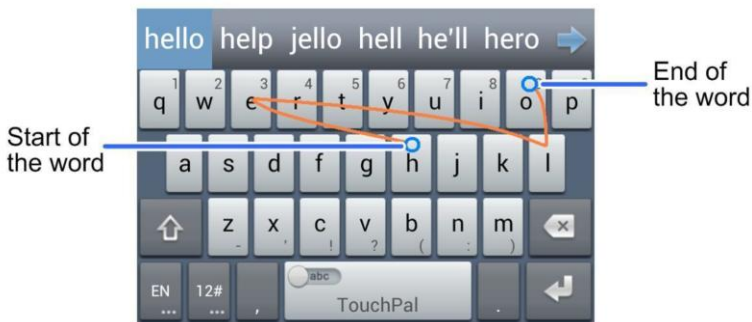 hello help jello hell he'll hero
1 2 3 4 5 6 7 8 9
q w e r t y u i o p
End of
the word
Start of
the word
a s d f g h j k l
z x c v b n m
- ' ! ? ( : )
abc
EN 12# , TouchPal .
... ...